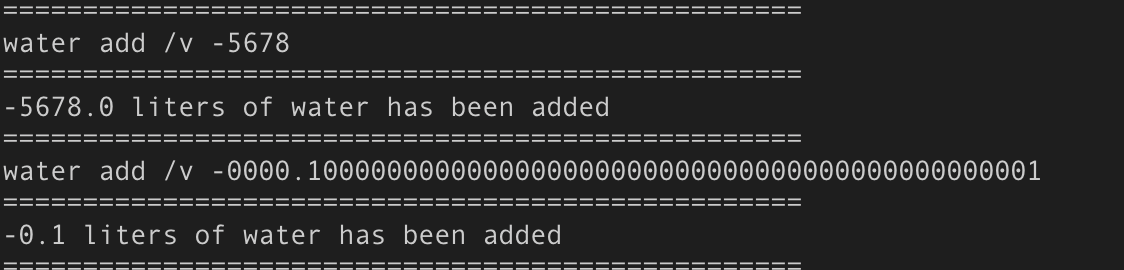 ==================================================
water add /v -5678
==================================================
-5678.0 liters of water has been added
==================================================
water add /v -0000.1000000000000000000000000000000000000000000001
==================================================
-0.1 liters of water has been added
==================================================